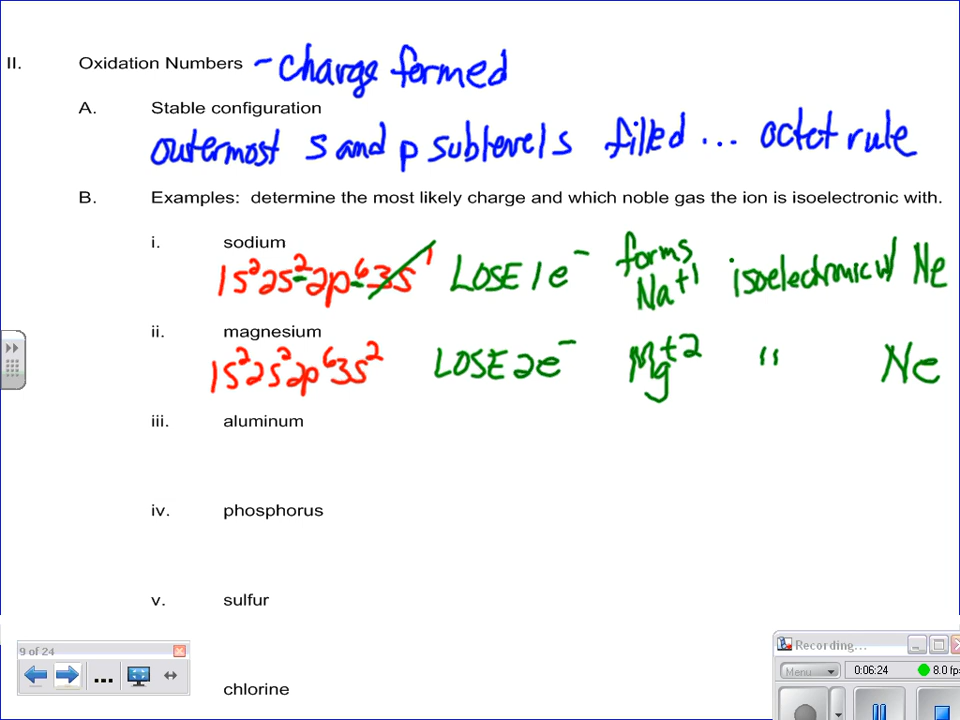 II. Oxidation Numbers - charge formed
A. Stable configuration
outermost s and p sublevels filled ... octet rule
B. Examples: determine the most likely charge and which noble gas the ion is isoelectronic with.
i. sodium
1s²2s²2p⁶3s¹ LOSE 1e⁻ forms Na⁺¹ isoelectronic w/ Ne
ii. magnesium
1s²2s²2p⁶3s² LOSE 2e⁻ Mg⁺² " Ne
iii. aluminum
iv. phosphorus
v. sulfur
chlorine
9 of 24
...
Recording...
Menu
0:06:24
8.0 fp